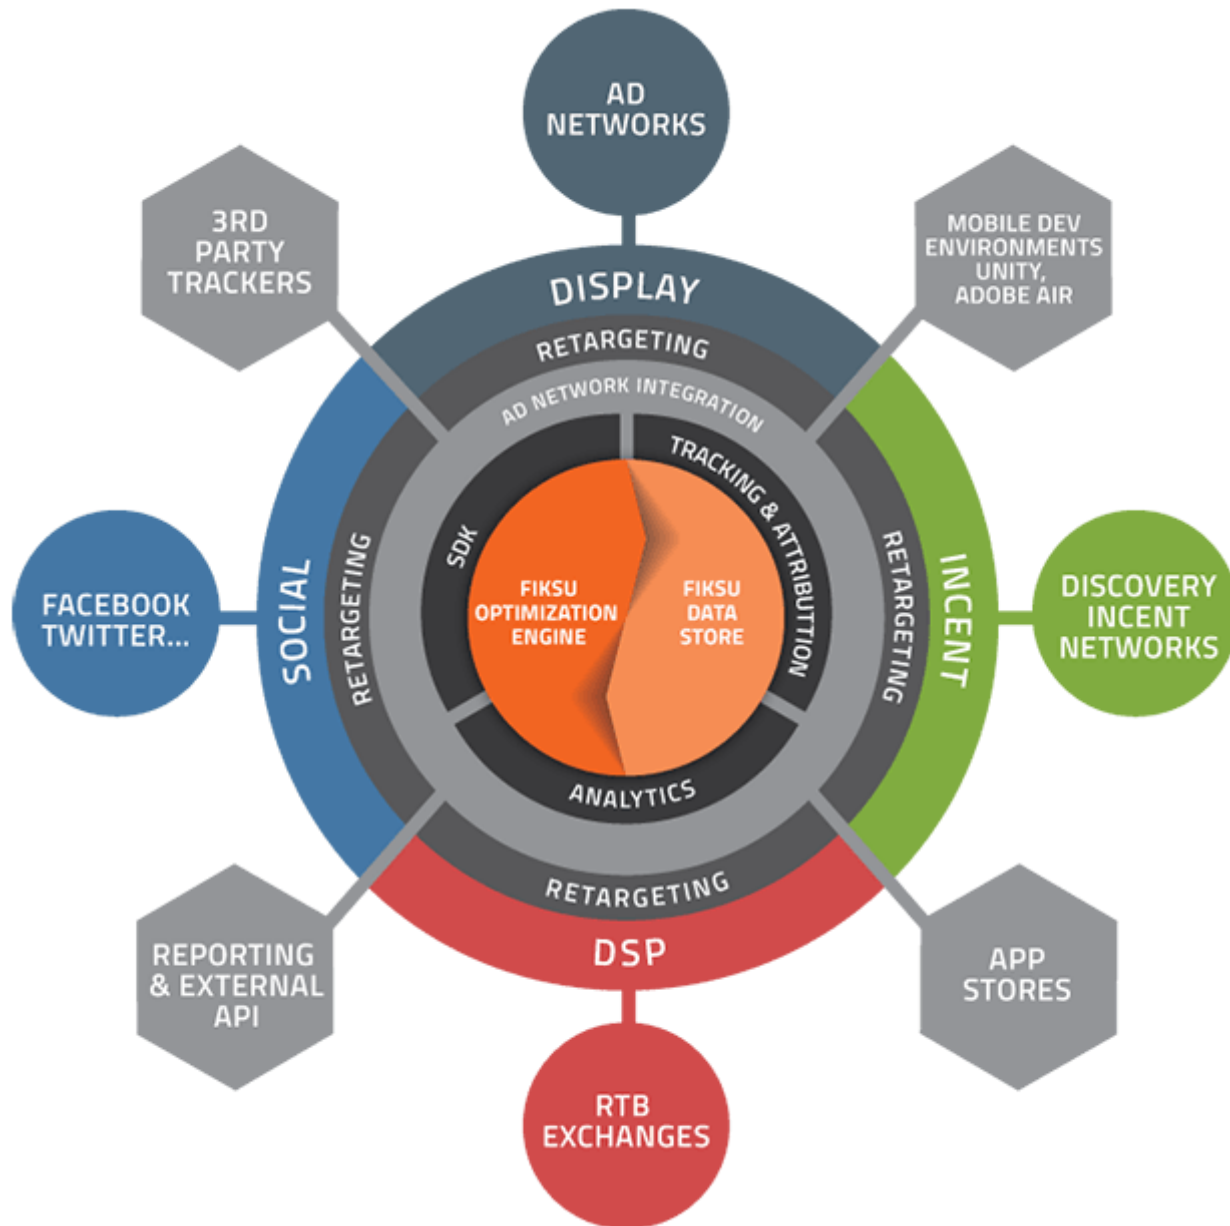 AD
NETWORKS
3RD
PARTY
TRACKERS
MOBILE DEV
ENVIRONMENTS
UNITY,
ADOBE AIR
DISPLAY
RETARGETING
AD NETWORK INTEGRATION
TRACKING & ATTRIBUTTION
SDK
SOCIAL
RETARGETING
RETARGETING
INCENT
FACEBOOK
TWITTER...
FIKSU
OPTIMIZATION
ENGINE
FIKSU
DATA
STORE
DISCOVERY
INCENT
NETWORKS
ANALYTICS
RETARGETING
DSP
REPORTING
& EXTERNAL
API
APP
STORES
RTB
EXCHANGES